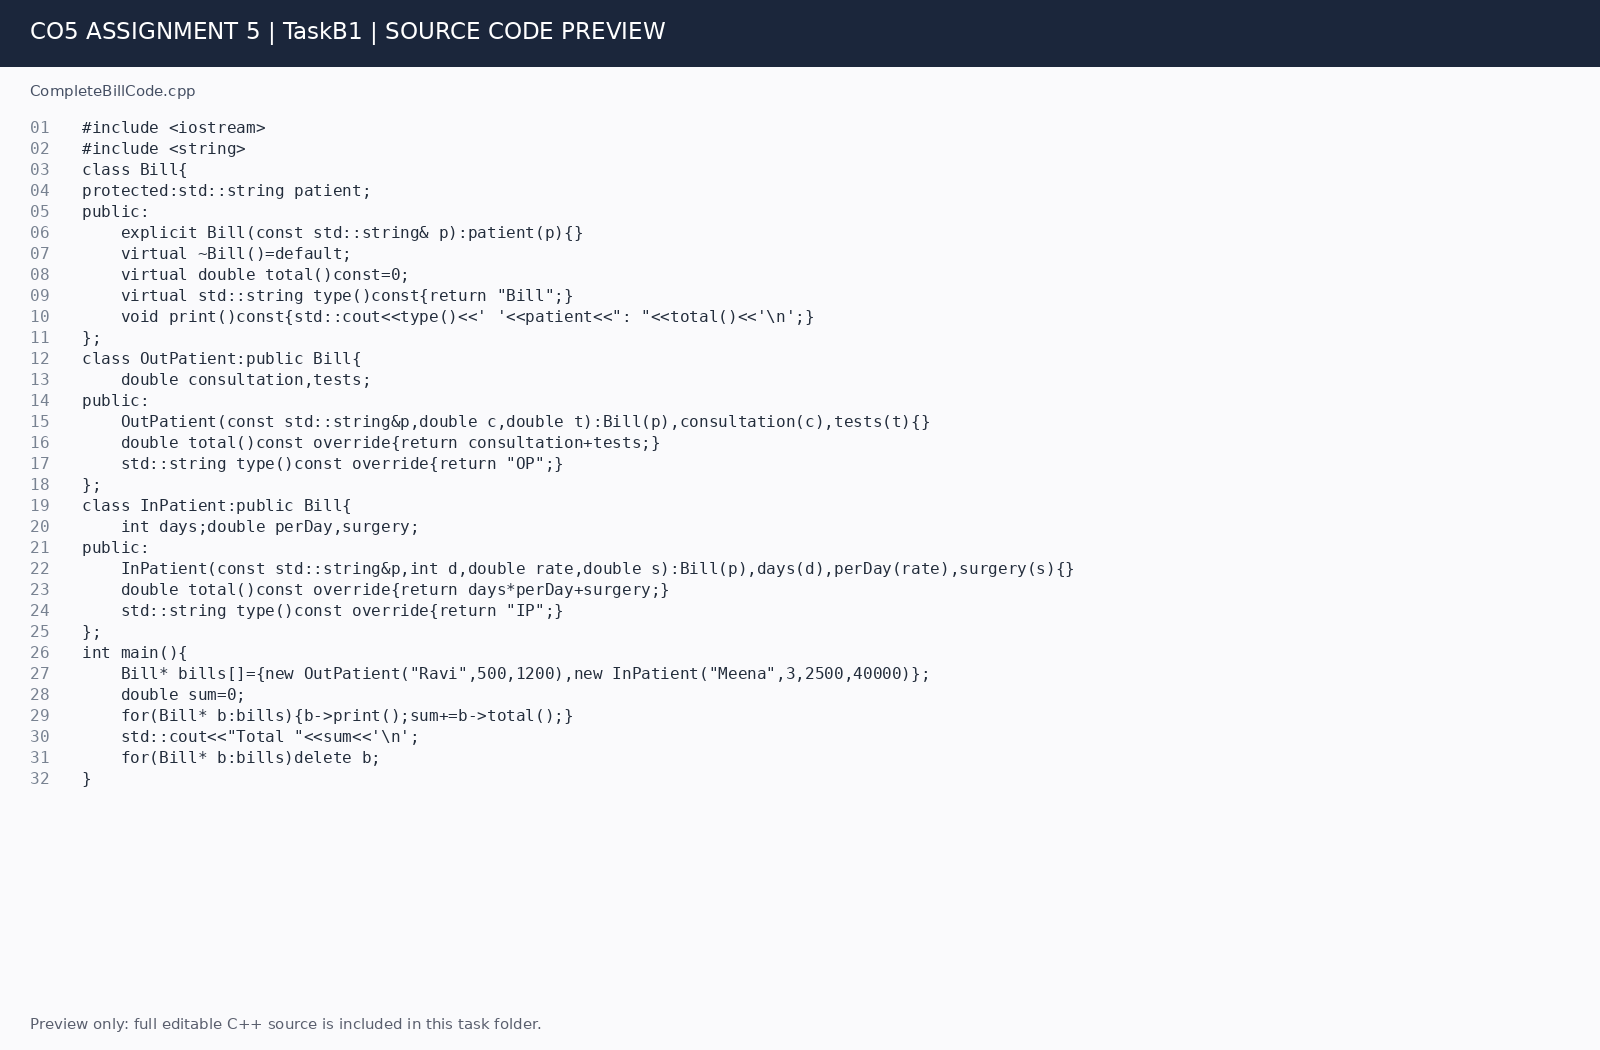 CO5 ASSIGNMENT 5 | TaskB1 | SOURCE CODE PREVIEW
CompleteBillCode.cpp
01 #include <iostream>
02 #include <string>
03 class Bill{
04 protected:std::string patient;
05 public:
06     explicit Bill(const std::string& p):patient(p){}
07     virtual ~Bill()=default;
08     virtual double total()const=0;
09     virtual std::string type()const{return "Bill";}
10     void print()const{std::cout<<type()<<' '<<patient<<": "<<total()<<'\n';}
11 };
12 class OutPatient:public Bill{
13     double consultation,tests;
14 public:
15     OutPatient(const std::string&p,double c,double t):Bill(p),consultation(c),tests(t){}
16     double total()const override{return consultation+tests;}
17     std::string type()const override{return "OP";}
18 };
19 class InPatient:public Bill{
20     int days;double perDay,surgery;
21 public:
22     InPatient(const std::string&p,int d,double rate,double s):Bill(p),days(d),perDay(rate),surgery(s){}
23     double total()const override{return days*perDay+surgery;}
24     std::string type()const override{return "IP";}
25 };
26 int main(){
27     Bill* bills[]={new OutPatient("Ravi",500,1200),new InPatient("Meena",3,2500,40000)};
28     double sum=0;
29     for(Bill* b:bills){b->print();sum+=b->total();}
30     std::cout<<"Total "<<sum<<'\n';
31     for(Bill* b:bills)delete b;
32 }
Preview only: full editable C++ source is included in this task folder.